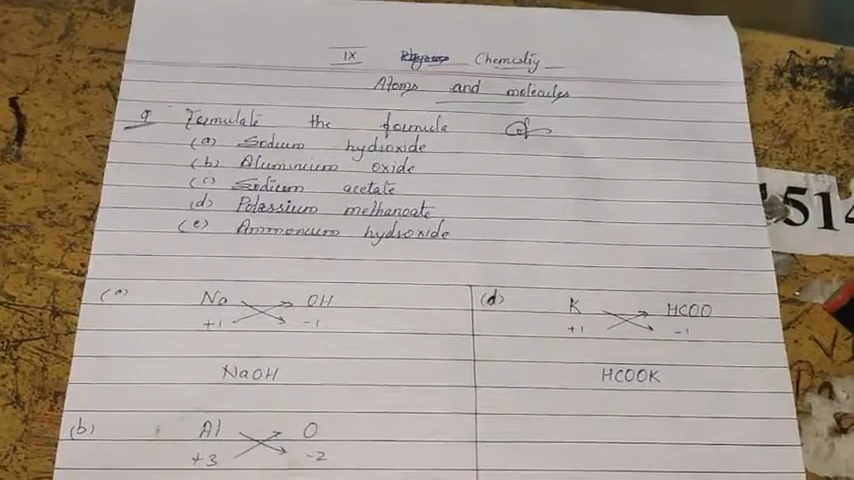 IX Chemistry
Atoms and molecules
Q Formulate the formula of
(a) Sodium hydroxide
(b) Aluminium oxide
(c) Sodium acetate
(d) Potassium methanoate
(e) Ammonium hydroxide
(a) Na OH
+1 -1
NaOH
(b) Al O
+3 -2
(d) K HCOO
+1 -1
HCOOK
514